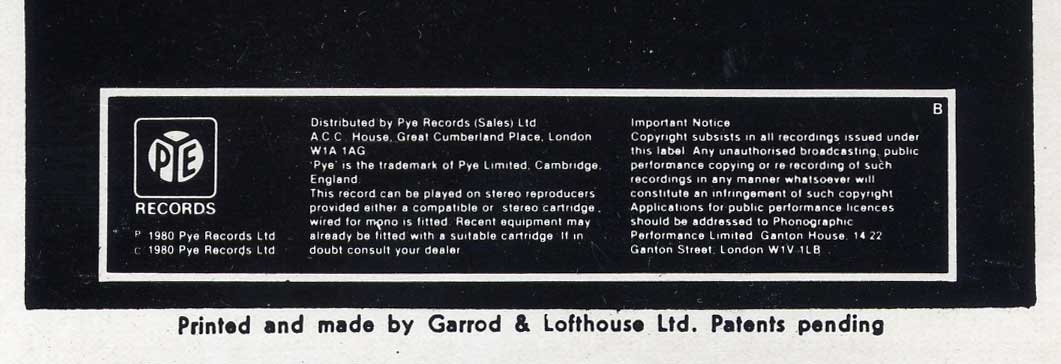 PYE
RECORDS
P 1980 Pye Records Ltd
C 1980 Pye Records Ltd
Distributed by Pye Records (Sales) Ltd
A.C.C. House, Great Cumberland Place, London
W1A 1AG
'Pye' is the trademark of Pye Limited, Cambridge,
England.
This record can be played on stereo reproducers
provided either a compatible or stereo cartridge,
wired for mono is fitted. Recent equipment may
already be fitted with a suitable cartridge. If in
doubt consult your dealer
B
Important Notice
Copyright subsists in all recordings issued under
this label. Any unauthorised broadcasting, public
performance copying or re-recording of such
recordings in any manner whatsoever will
constitute an infringement of such copyright
Applications for public performance licences
should be addressed to Phonographic
Performance Limited Ganton House, 14 22
Ganton Street, London W1V 1LB
Printed and made by Garrod & Lofthouse Ltd. Patents pending